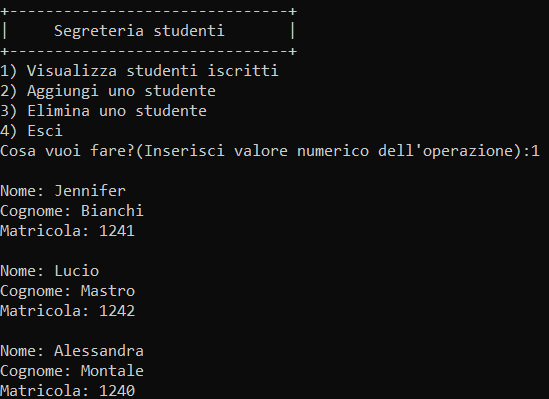 +-------------------------------+
|     Segreteria studenti       |
+-------------------------------+
1) Visualizza studenti iscritti
2) Aggiungi uno studente
3) Elimina uno studente
4) Esci
Cosa vuoi fare?(Inserisci valore numerico dell'operazione):1
Nome: Jennifer
Cognome: Bianchi
Matricola: 1241
Nome: Lucio
Cognome: Mastro
Matricola: 1242
Nome: Alessandra
Cognome: Montale
Matricola: 1240